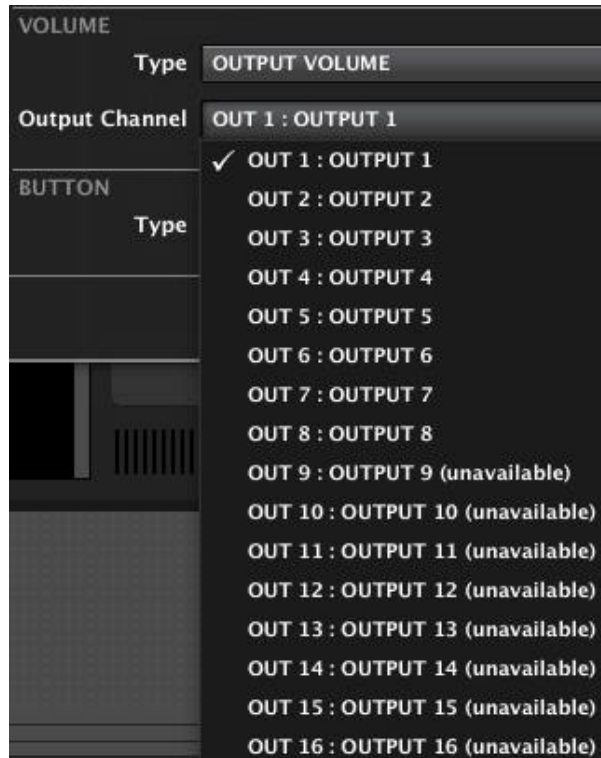 VOLUME
Type OUTPUT VOLUME
Output Channel OUT 1 : OUTPUT 1
✓ OUT 1 : OUTPUT 1
BUTTON
OUT 2 : OUTPUT 2
Type
OUT 3 : OUTPUT 3
OUT 4 : OUTPUT 4
OUT 5 : OUTPUT 5
OUT 6 : OUTPUT 6
OUT 7 : OUTPUT 7
OUT 8 : OUTPUT 8
OUT 9 : OUTPUT 9 (unavailable)
OUT 10 : OUTPUT 10 (unavailable)
OUT 11 : OUTPUT 11 (unavailable)
OUT 12 : OUTPUT 12 (unavailable)
OUT 13 : OUTPUT 13 (unavailable)
OUT 14 : OUTPUT 14 (unavailable)
OUT 15 : OUTPUT 15 (unavailable)
OUT 16 : OUTPUT 16 (unavailable)